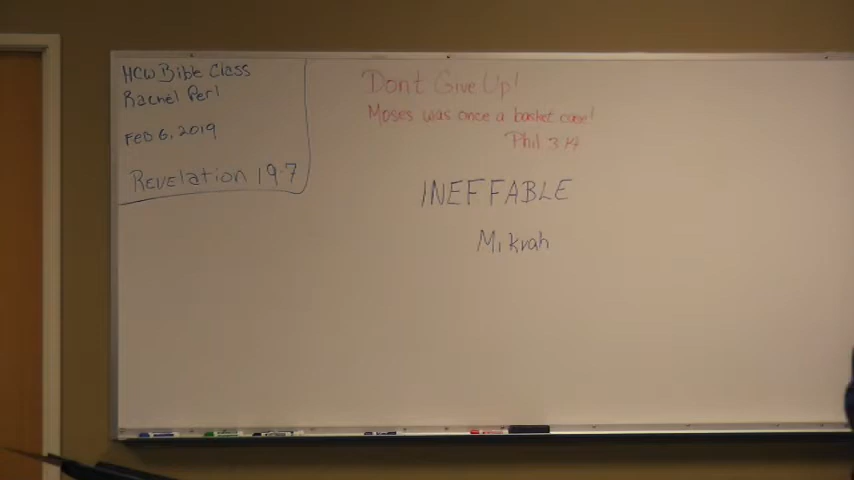 HCW Bible Class
Rachel Perl
FEB 6, 2019
Revelation 19:7
Don't Give Up!
Moses was once a basket case!
Phil 3:14
INEFFABLE
Mikrah